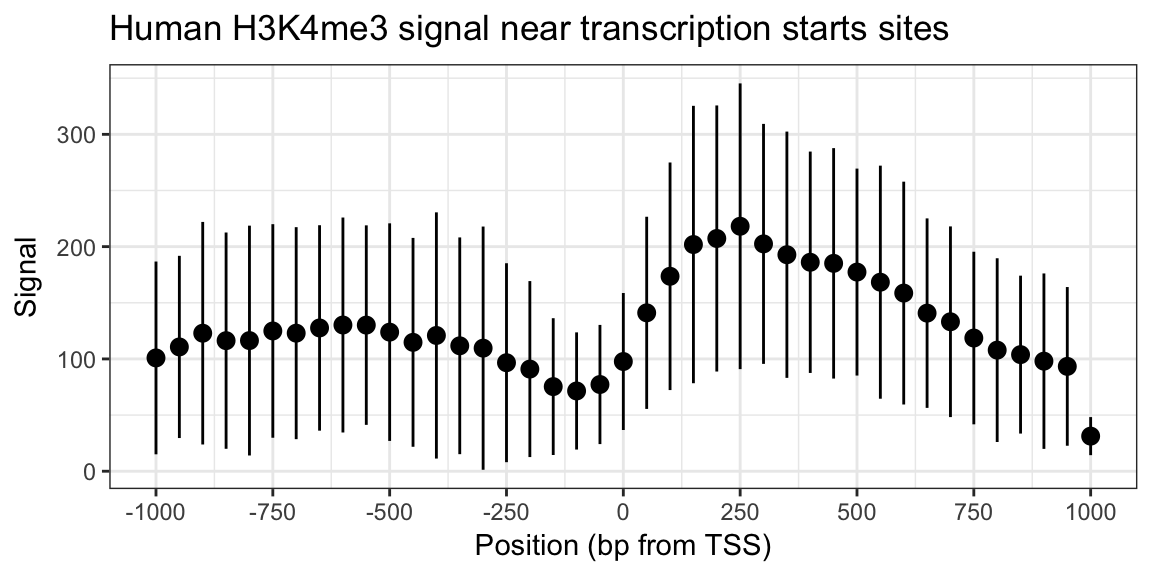 Human H3K4me3 signal near transcription starts sites
300
200
100
0
Signal
-1000 -750 -500 -250 0 250 500 750 1000
Position (bp from TSS)